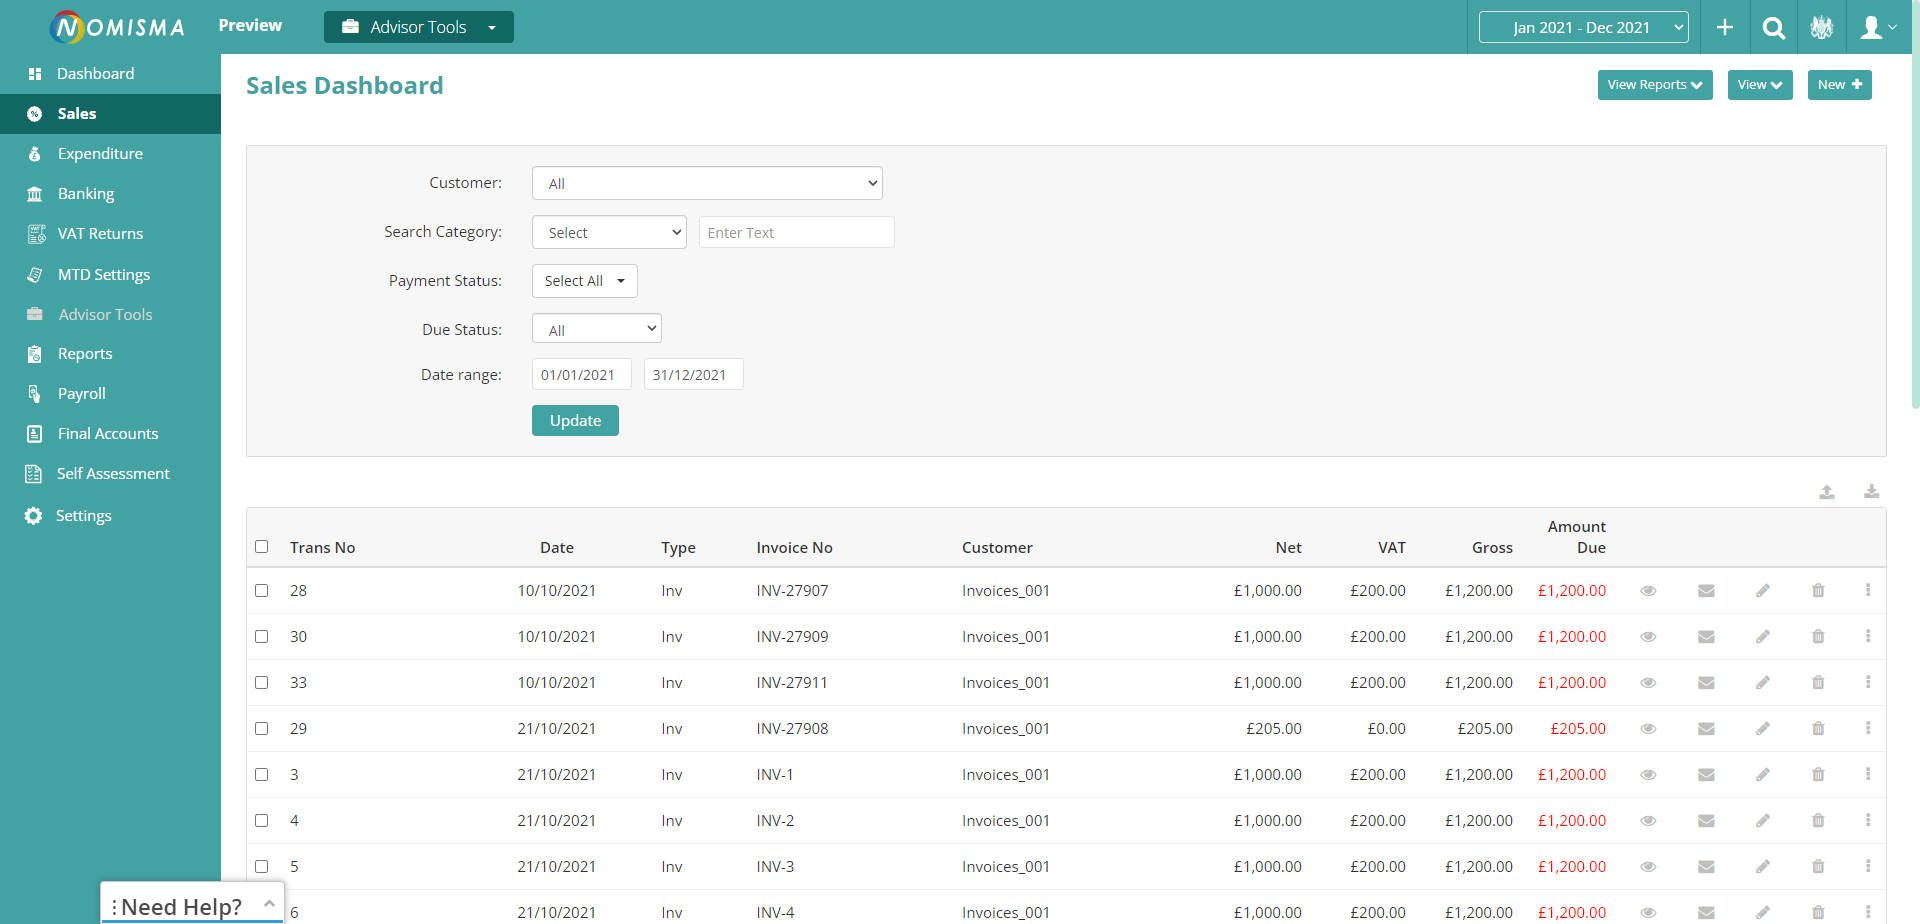 NOMISMA
Preview
Advisor Tools
Jan 2021 - Dec 2021
Dashboard
Sales
Expenditure
Banking
VAT Returns
MTD Settings
Advisor Tools
Reports
Payroll
Final Accounts
Self Assessment
Settings
Sales Dashboard
View Reports
View
New
Customer: All
Search Category: Select Enter Text
Payment Status: Select All
Due Status: All
Date range: 01/01/2021 31/12/2021
Update
Trans No Date Type Invoice No Customer Net VAT Gross Amount Due
28 10/10/2021 Inv INV-27907 Invoices_001 £1,000.00 £200.00 £1,200.00 £1,200.00
30 10/10/2021 Inv INV-27909 Invoices_001 £1,000.00 £200.00 £1,200.00 £1,200.00
33 10/10/2021 Inv INV-27911 Invoices_001 £1,000.00 £200.00 £1,200.00 £1,200.00
29 21/10/2021 Inv INV-27908 Invoices_001 £205.00 £0.00 £205.00 £205.00
3 21/10/2021 Inv INV-1 Invoices_001 £1,000.00 £200.00 £1,200.00 £1,200.00
4 21/10/2021 Inv INV-2 Invoices_001 £1,000.00 £200.00 £1,200.00 £1,200.00
5 21/10/2021 Inv INV-3 Invoices_001 £1,000.00 £200.00 £1,200.00 £1,200.00
6 21/10/2021 Inv INV-4 Invoices_001 £1,000.00 £200.00 £1,200.00 £1,200.00
Need Help?